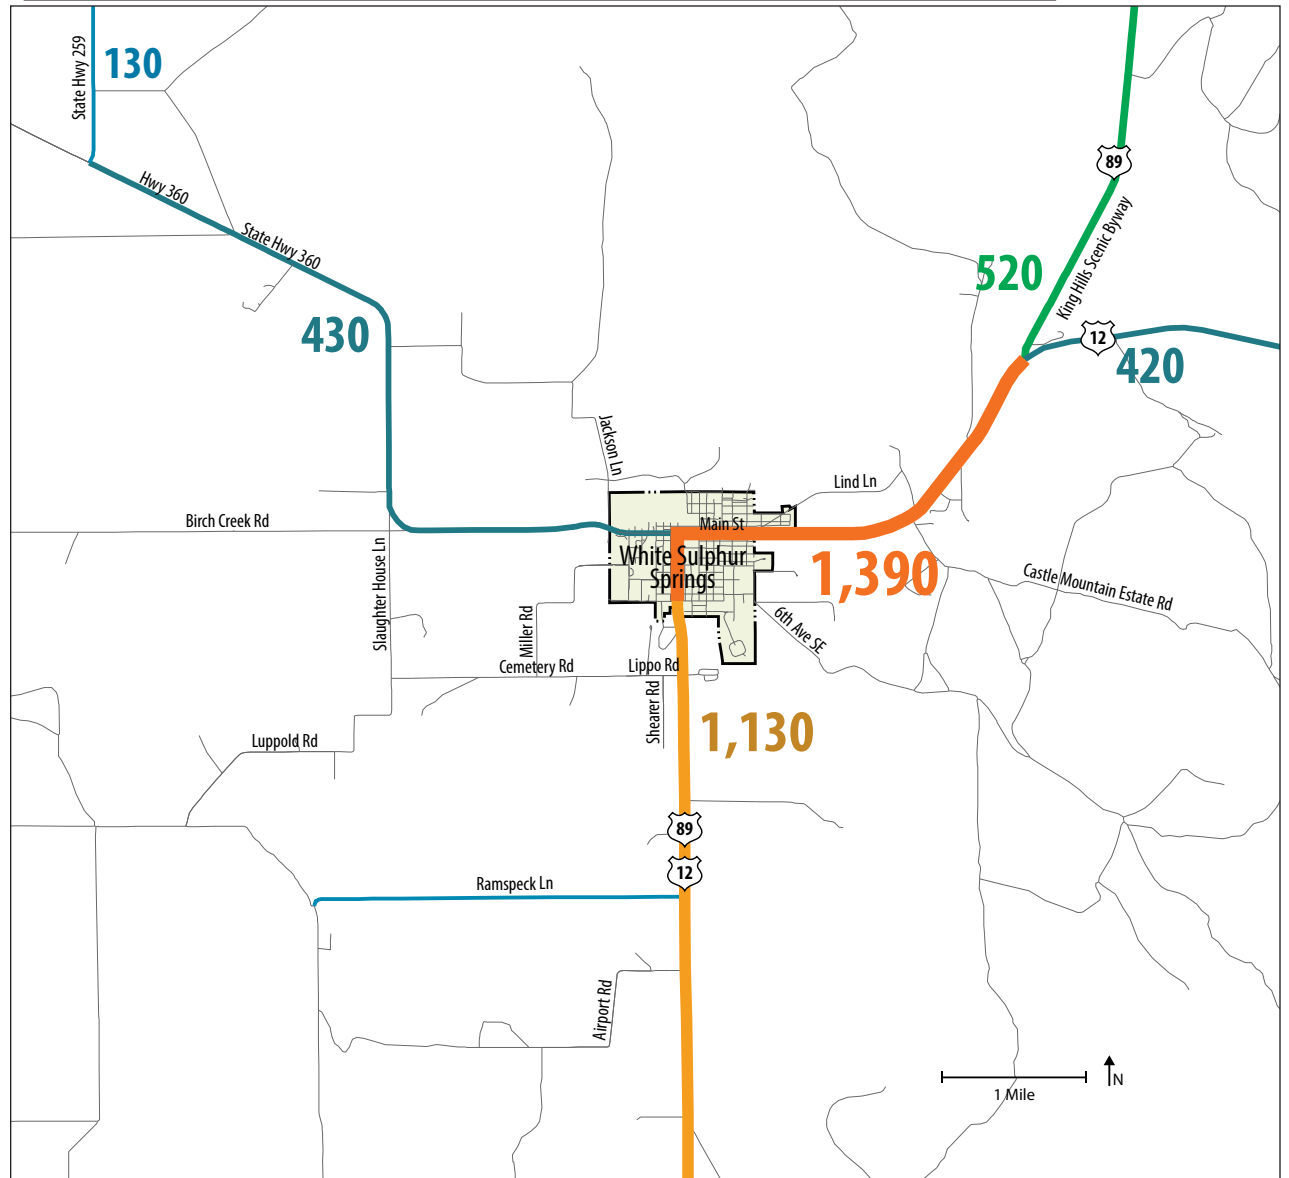 State Hwy 259
130
Hwy 360
State Hwy 360
430
89
King Hills Scenic Byway
520
12
420
Jackson Ln
Lind Ln
Birch Creek Rd
Main St
White Sulphur
Springs
1,390
Castle Mountain Estate Rd
Slaughter House Ln
Miller Rd
6th Ave SE
Cemetery Rd
Lippo Rd
Shearer Rd
1,130
Luppold Rd
89
12
Ramspeck Ln
Airport Rd
1 Mile
N